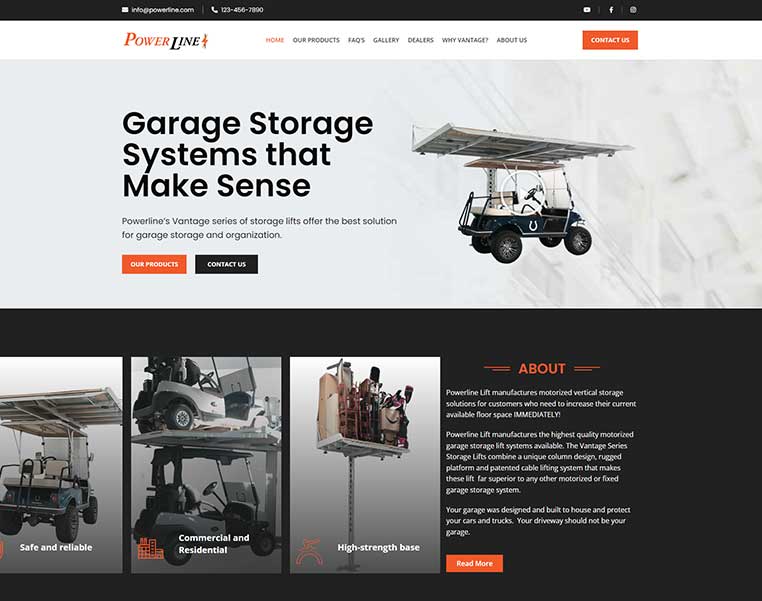 info@powerline.com
123-456-7890
POWERLINE
HOME OUR PRODUCTS FAQ'S GALLERY DEALERS WHY VANTAGE? ABOUT US
CONTACT US
Garage Storage
Systems that
Make Sense
Powerline's Vantage series of storage lifts offer the best solution
for garage storage and organization.
OUR PRODUCTS
CONTACT US
Safe and reliable
Commercial and
Residential
High-strength base
ABOUT
Powerline Lift manufactures motorized vertical storage
solutions for customers who need to increase their current
available floor space IMMEDIATELY!
Powerline Lift manufactures the highest quality motorized
garage storage lift systems available. The Vantage Series
Storage Lifts combine a unique column design, rugged
platform and patented cable lifting system that makes
these lift far superior to any other motorized or fixed
garage storage system.
Your garage was designed and built to house and protect
your cars and trucks. Your driveway should not be your
garage.
Read More